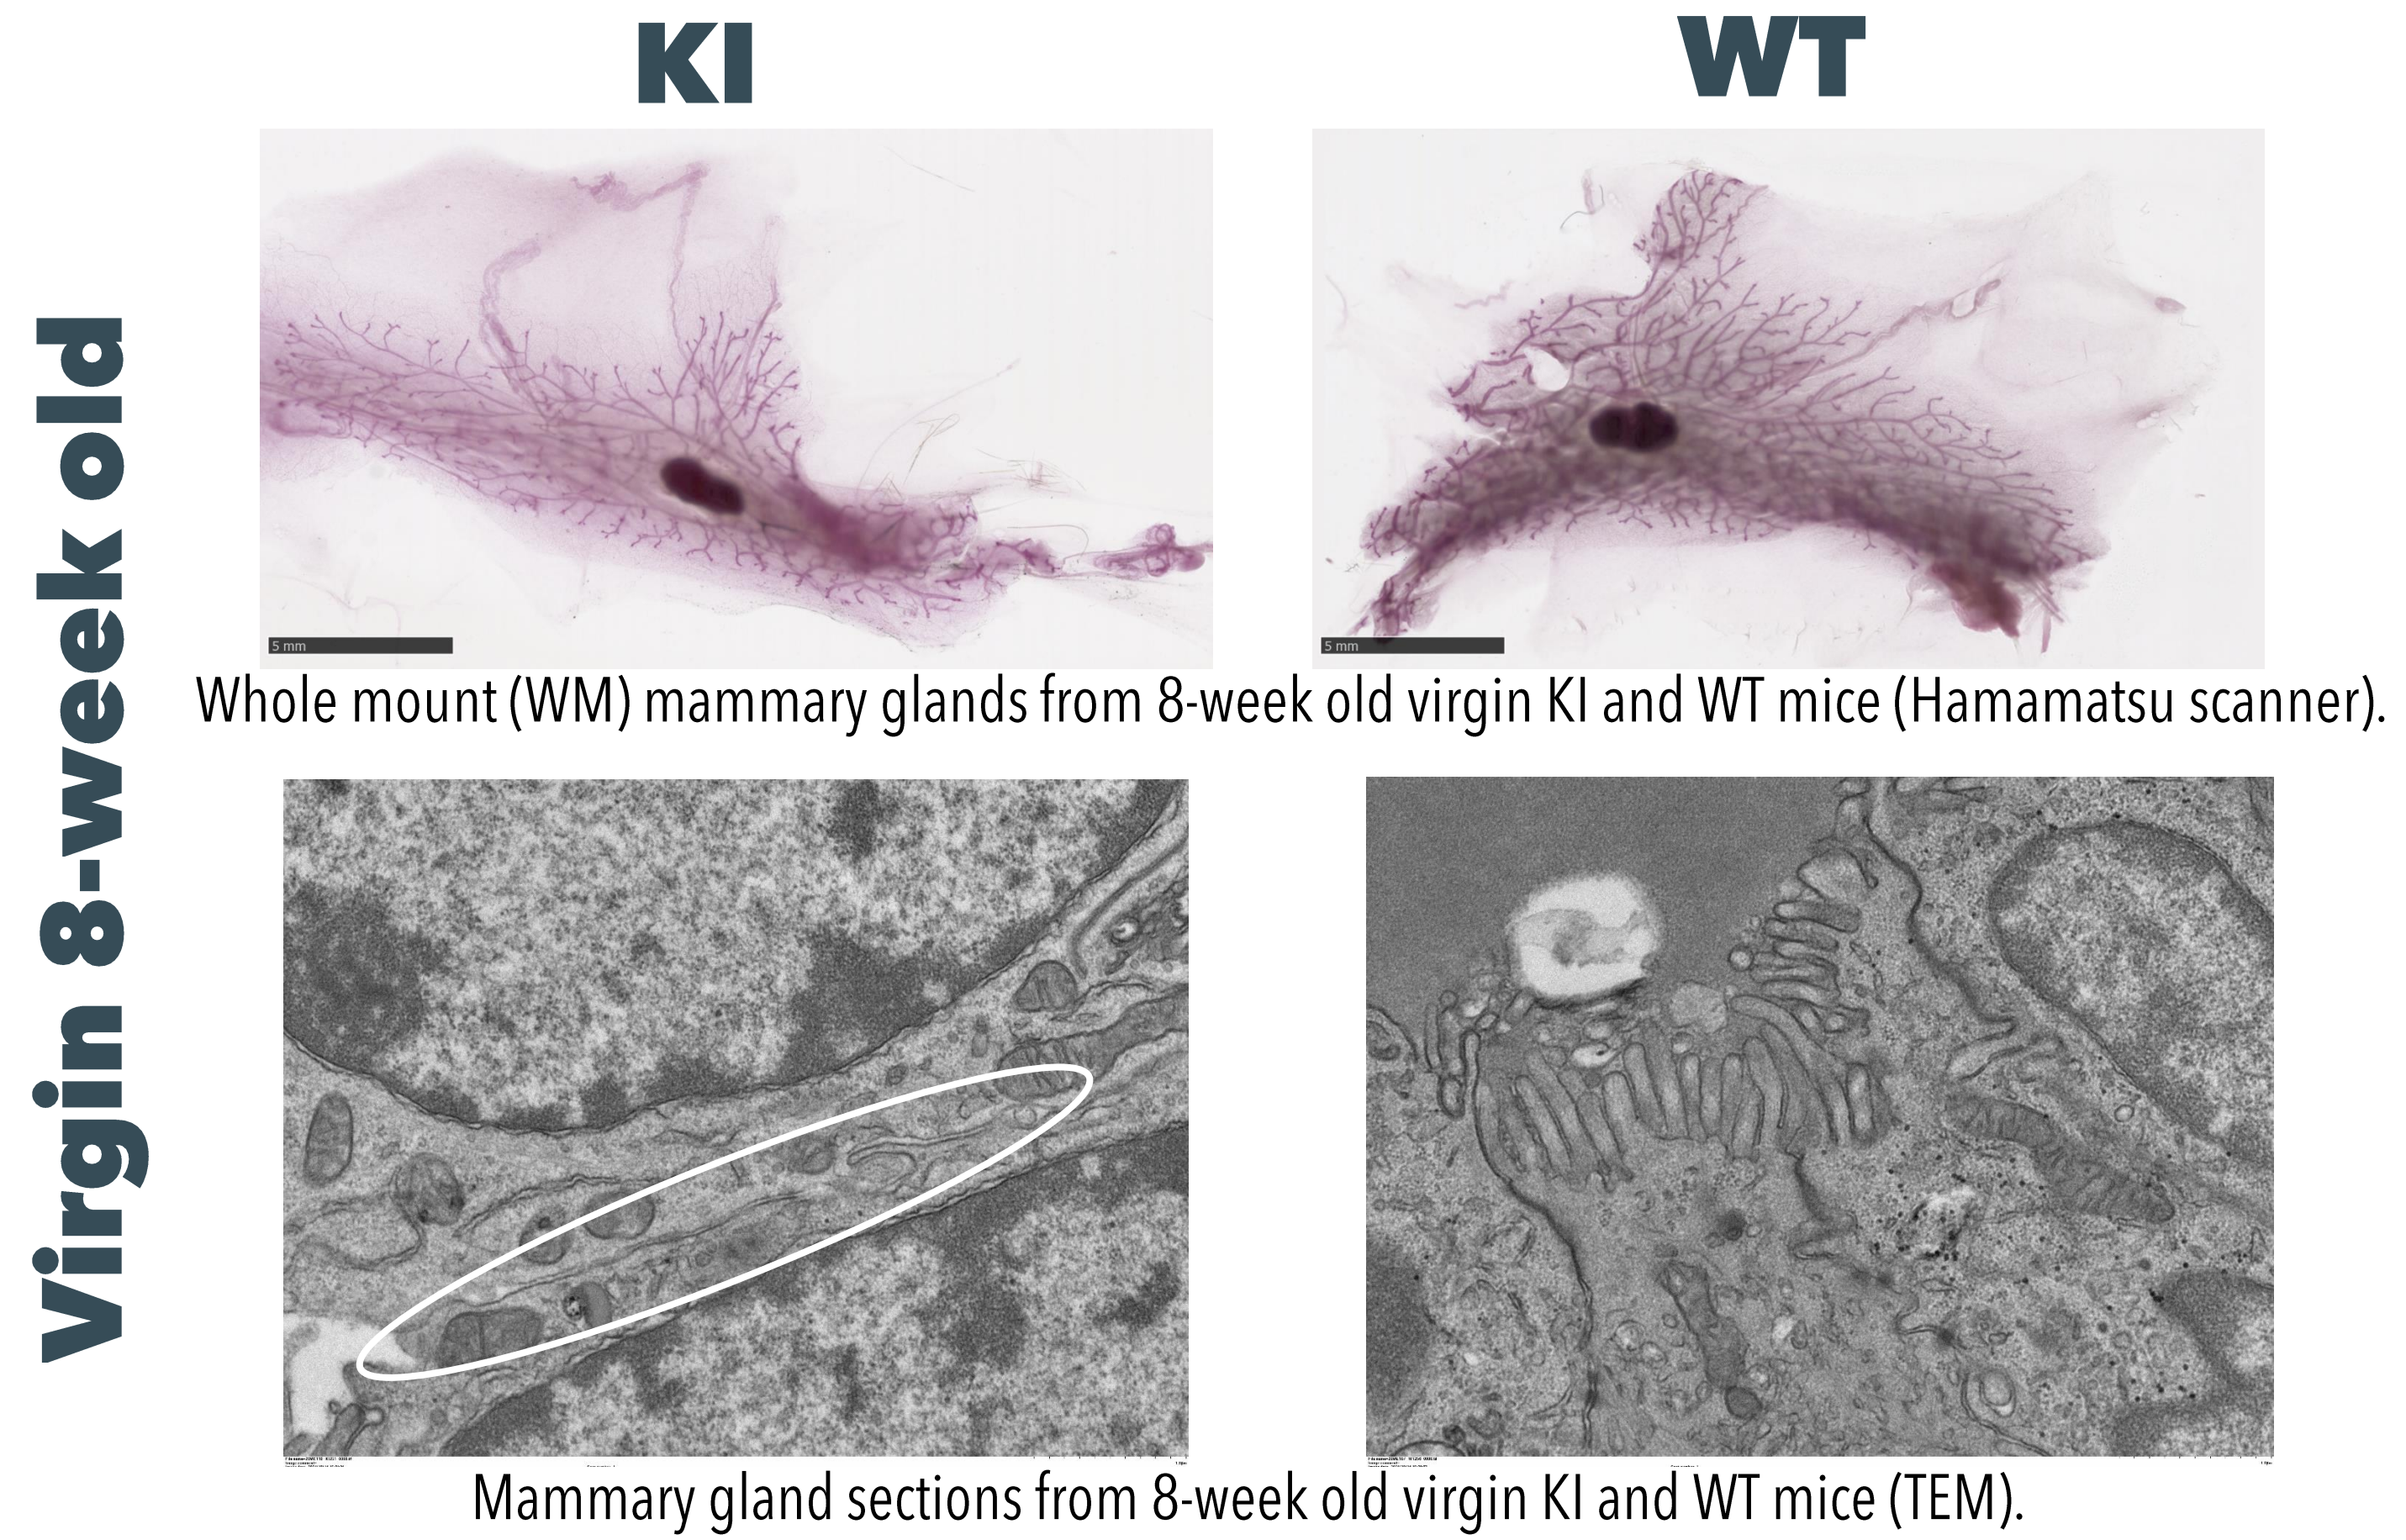 KI
WT
Virgin 8-week old
5 mm
5 mm
Whole mount (WM) mammary glands from 8-week old virgin KI and WT mice (Hamamatsu scanner).
Mammary gland sections from 8-week old virgin KI and WT mice (TEM).